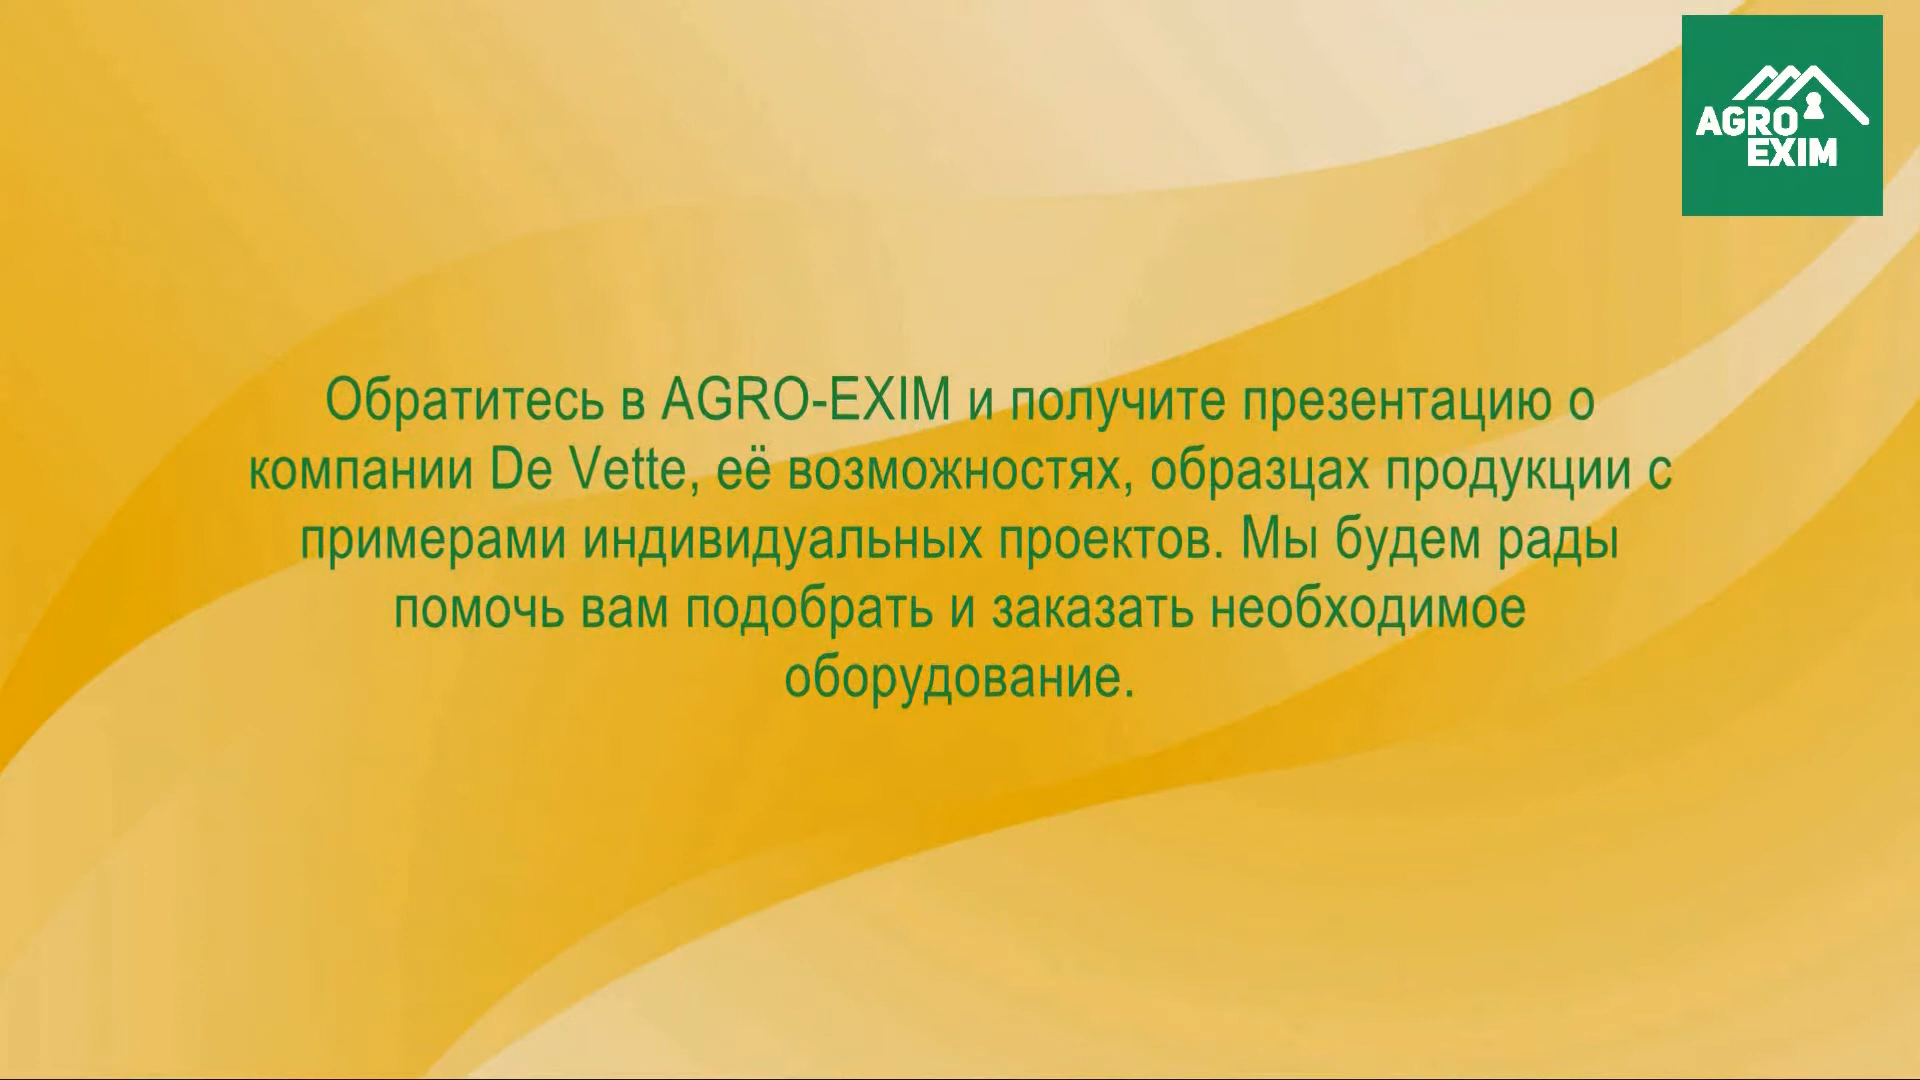 AGRO
EXIM
Обратитесь в AGRO-EXIM и получите презентацию о
компании De Vette, её возможностях, образцах продукции с
примерами индивидуальных проектов. Мы будем рады
помочь вам подобрать и заказать необходимое
оборудование.